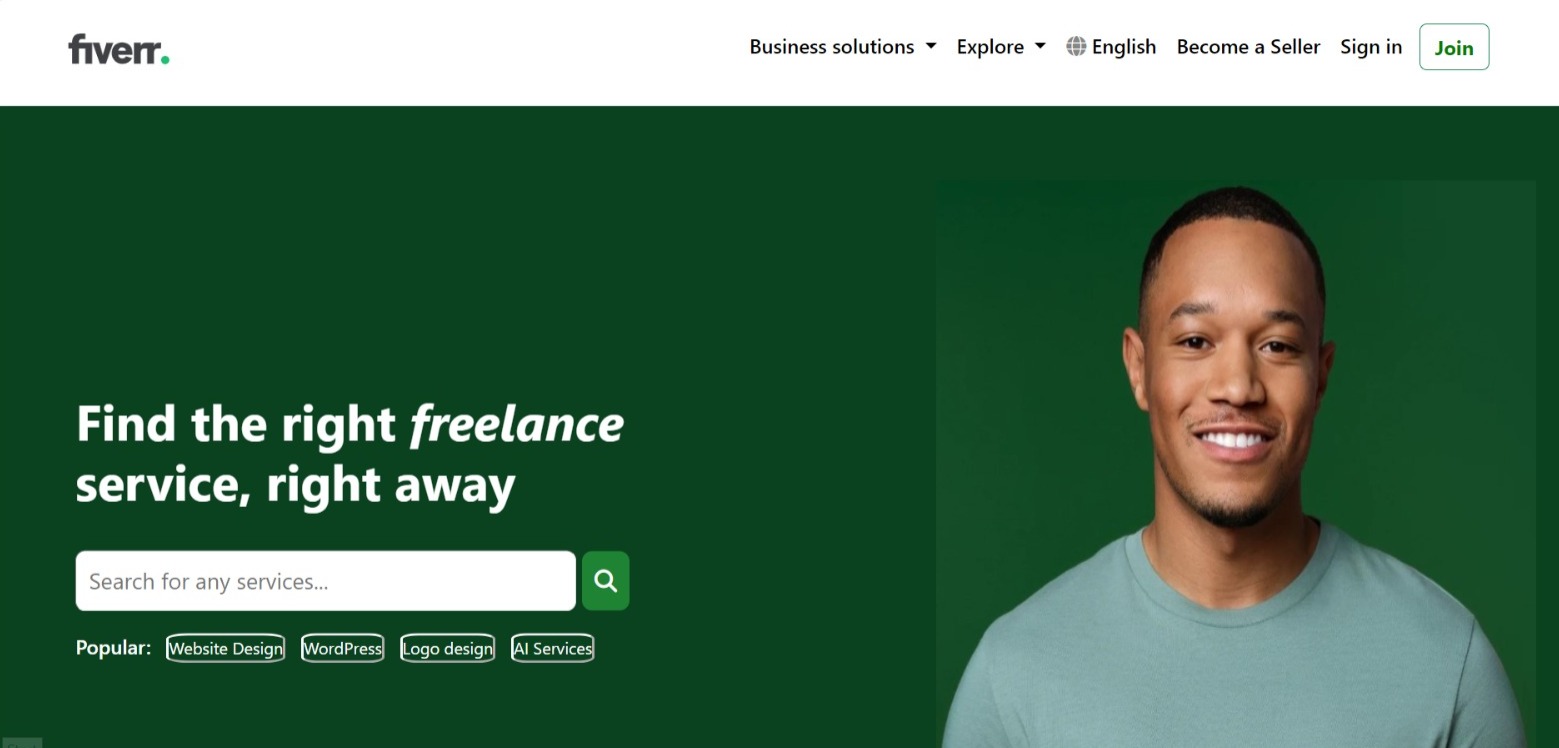 fiverr.
Business solutions Explore English Become a Seller Sign in Join
Find the right freelance
service, right away
Search for any services...
Popular: Website Design WordPress Logo design AI Services